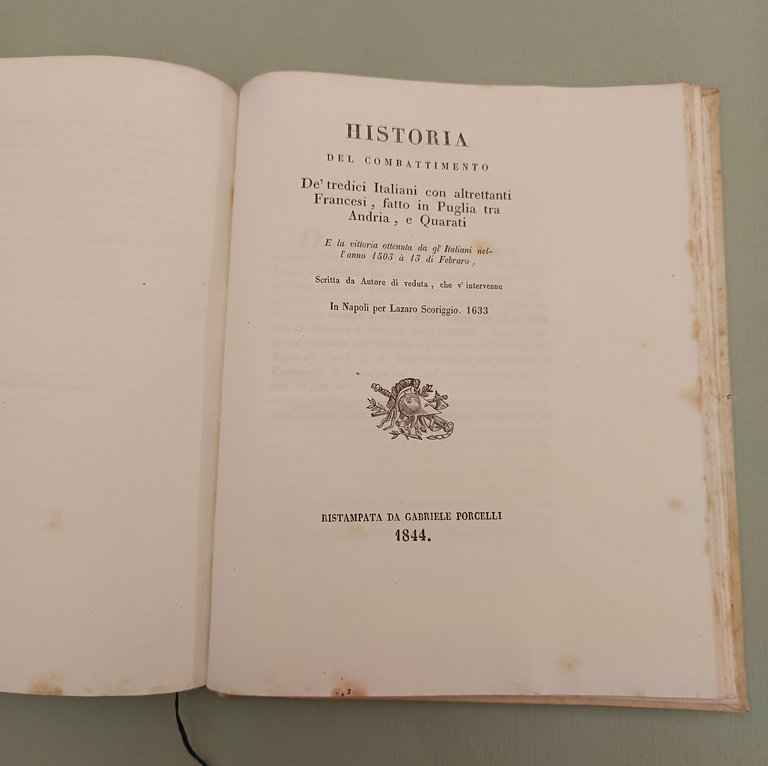 HISTORIA
DEL COMBATTIMENTO
De' tredici Italiani con altrettanti
Francesi, fatto in Puglia tra
Andria, e Quarati
E la vittoria ottenuta da gl'Italiani nel-
l'anno 1503 à 13 di Febraro,
Scritta da Autore di veduta, che v'intervenne
In Napoli per Lazaro Scoriggio. 1633
RISTAMPATA DA GABRIELE PORCELLI
1844.